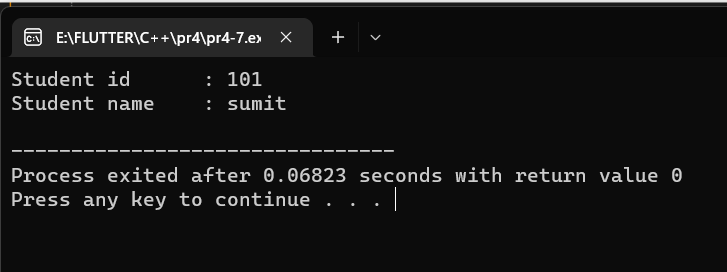 E:\FLUTTER\C++\pr4\pr4-7.ex
Student id      : 101
Student name    : sumit
--------------------------------
Process exited after 0.06823 seconds with return value 0
Press any key to continue . . .